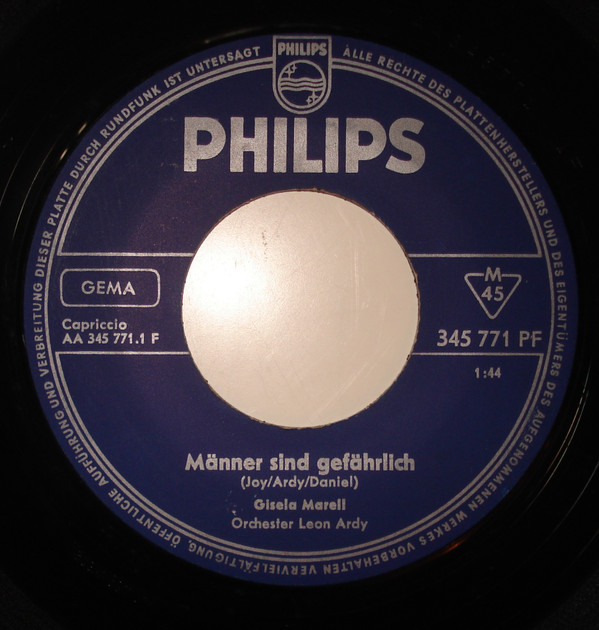 PHILIPS
ALLE RECHTE DES PLATTENHERSTELLERS UND DES EIGENTÜMERS DES AUFGENOMMENEN WERKES VORBEHALTEN VERVIELFÄLTIGUNG, ÖFFENTLICHE AUFFÜHRUNG UND VERBREITUNG DIESER PLATTE DURCH RUNDFUNK IST UNTERSAGT
PHILIPS
GEMA
M
45
Capriccio
AA 345 771.1 F
345 771 PF
1:44
Männer sind gefährlich
(Joy/Ardy/Daniel)
Gisela Marell
Orchester Leon Ardy